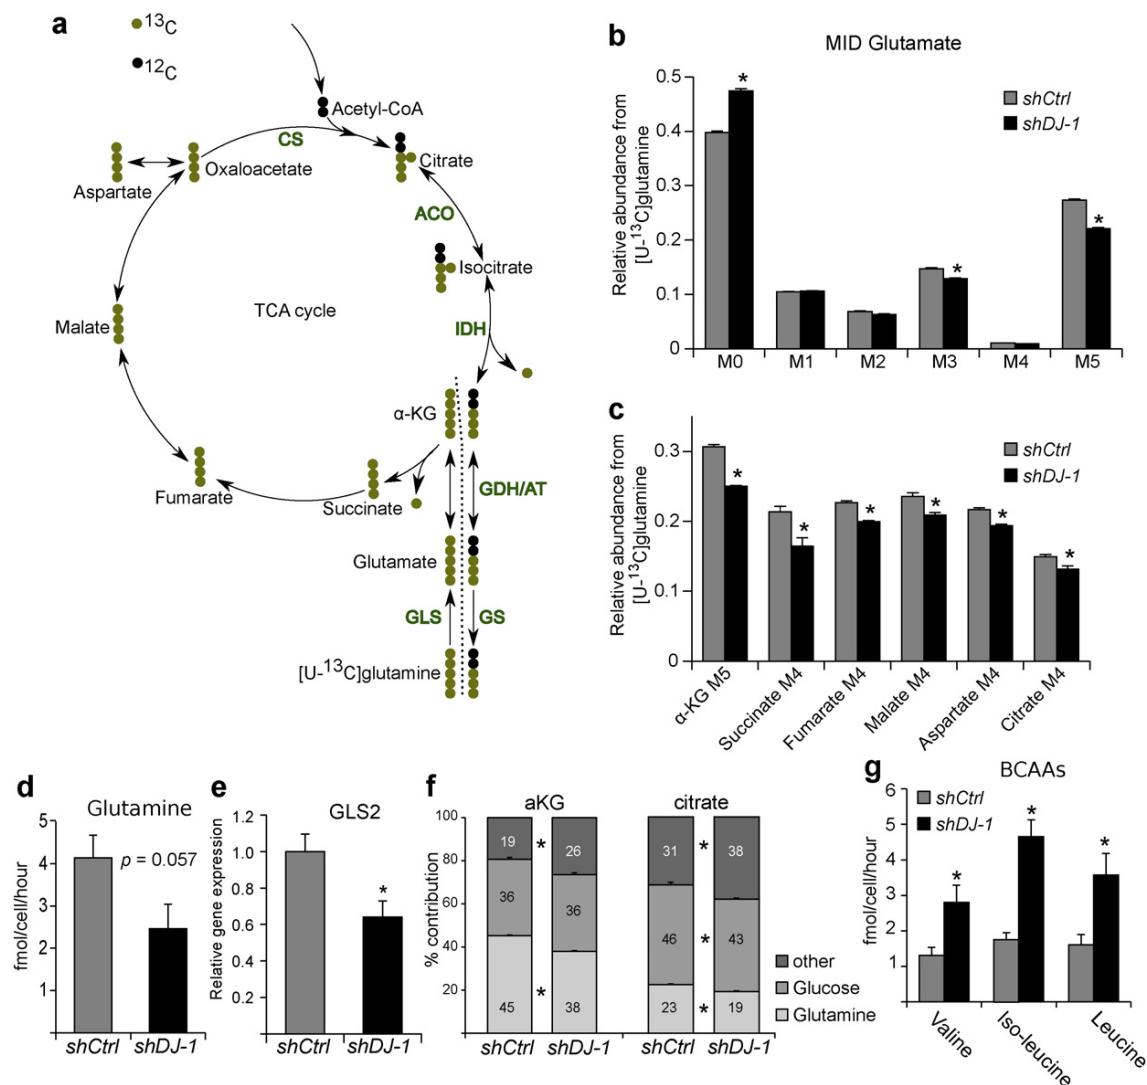 a
13C
12C
Acetyl-CoA
CS
Citrate
Oxaloacetate
Aspartate
ACO
Isocitrate
TCA cycle
Malate
IDH
α-KG
GDH/AT
Fumarate
Succinate
Glutamate
GLS
GS
[U-13C]glutamine
b
MID Glutamate
Relative abundance from
[U-13C]glutamine
0.5
0.4
0.3
0.2
0.1
0
shCtrl
shDJ-1
*
*
*
M0
M1
M2
M3
M4
M5
c
Relative abundance from
[U-13C]glutamine
0.3
0.2
0.1
0
shCtrl
shDJ-1
*
*
*
*
*
*
α-KG M5
Succinate M4
Fumarate M4
Malate M4
Aspartate M4
Citrate M4
d
Glutamine
fmol/cell/hour
5
4
3
2
1
p = 0.057
shCtrl
shDJ-1
e
GLS2
Relative gene expression
1.2
1.0
0.8
0.6
0.4
0.2
*
shCtrl
shDJ-1
f
aKG
citrate
% contribution
100
80
60
40
20
19
*
26
31
*
38
36
36
46
*
43
45
*
38
23
*
19
shCtrl
shDJ-1
shCtrl
shDJ-1
other
Glucose
Glutamine
g
BCAAs
shCtrl
shDJ-1
fmol/cell/hour
5
4
3
2
1
*
*
*
Valine
Iso-leucine
Leucine